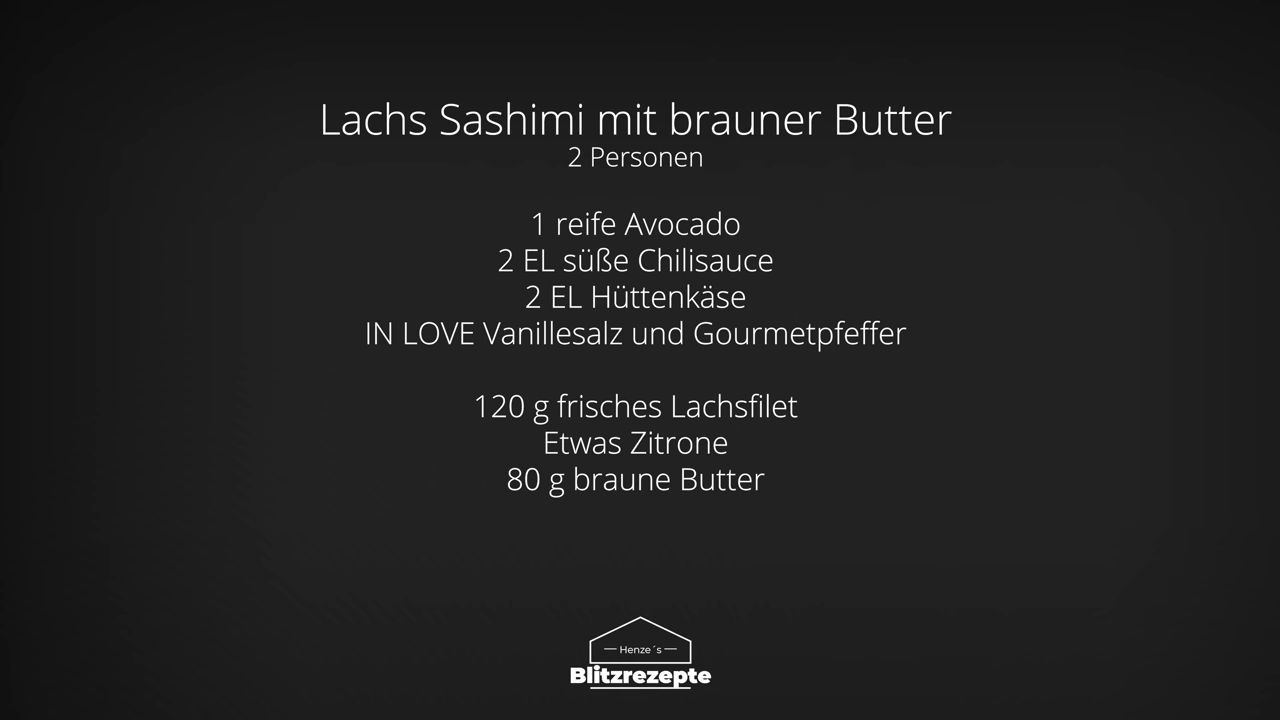 Lachs Sashimi mit brauner Butter
2 Personen
1 reife Avocado
2 EL süße Chilisauce
2 EL Hüttenkäse
IN LOVE Vanillesalz und Gourmetpfeffer
120 g frisches Lachsfilet
Etwas Zitrone
80 g braune Butter
Henze´s
Blitzrezepte